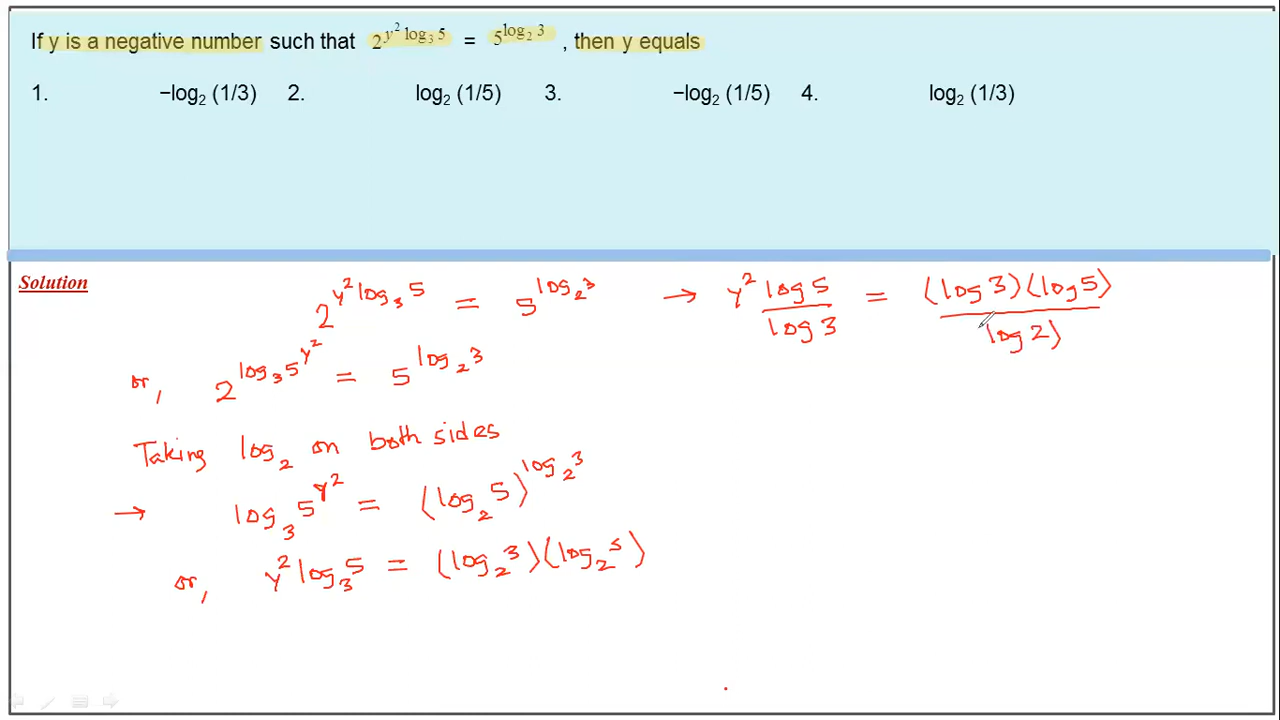 If y is a negative number such that 2^{y² log₃ 5} = 5^{log₂ 3} , then y equals
1. −log₂ (1/3) 2. log₂ (1/5) 3. −log₂ (1/5) 4. log₂ (1/3)
Solution
2^{y² log₃ 5} = 5^{log₂ 3}
or, 2^{log₃ 5^{y²}} = 5^{log₂ 3}
Taking log₂ on both sides
→ log₃ 5^{y²} = (log₂ 5)^{log₂ 3}
or, y² log₃ 5 = (log₂ 3)(log₂ 5)
→ y² log 5 / log 3 = (log 3)(log 5) / log 2)